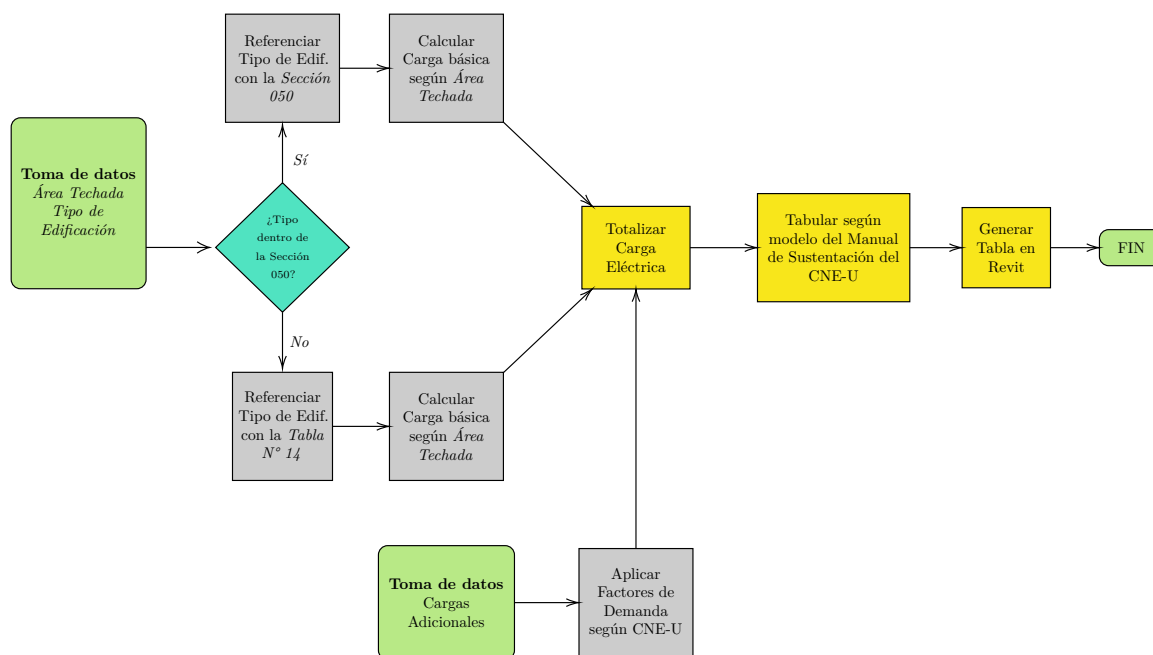 Referenciar
Tipo de Edif.
con la Sección
050
Calcular
Carga básica
según Área
Techada
Toma de datos
Área Techada
Tipo de
Edificación
Sí
¿Tipo
dentro de
la Sección
050?
No
Referenciar
Tipo de Edif.
con la Tabla
N° 14
Calcular
Carga básica
según Área
Techada
Totalizar
Carga
Eléctrica
Tabular según
modelo del Manual
de Sustentación del
CNE-U
Generar
Tabla en
Revit
FIN
Toma de datos
Cargas
Adicionales
Aplicar
Factores de
Demanda
según CNE-U